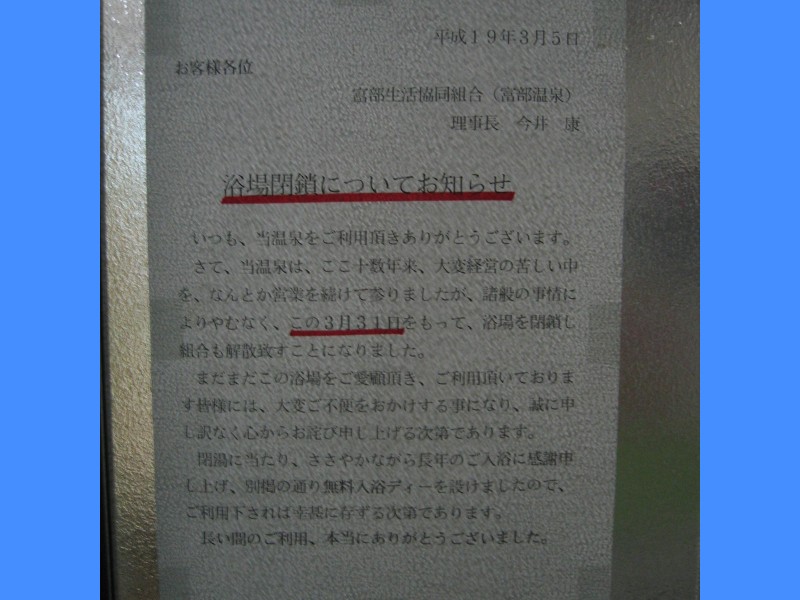 平成19年3月5日
お客様各位
富部生活協同組合(富部温泉)
理事長 今井 康
浴場閉鎖についてお知らせ
いつも、当温泉をご利用頂きありがとうございます。
さて、当温泉は、ここ十数年来、大変経営の苦しい中
を、なんとか営業を続けて参りましたが、諸般の事情に
よりやむなく、この3月31日をもって、浴場を閉鎖し
組合も解散致すことになりました。
まだまだこの浴場をご愛顧頂き、ご利用頂いておりま
す皆様には、大変ご不便をおかけする事になり、誠に申
し訳なく心からお詫び申し上げる次第であります。
閉湯に当たり、ささやかながら長年のご入浴に感謝申
し上げ、別掲の通り無料入浴ディーを設けましたので、
ご利用下されば幸甚に存ずる次第であります。
長い間のご利用、本当にありがとうございました。